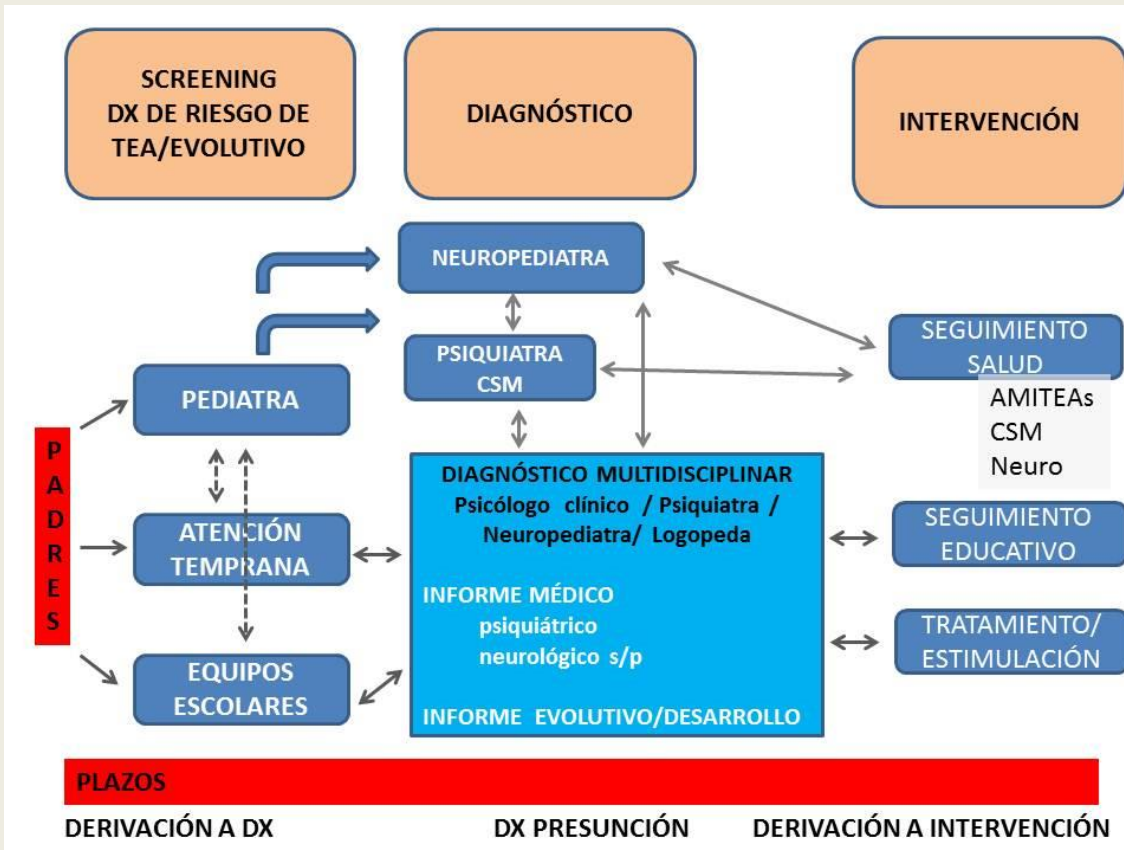 SCREENING
DX DE RIESGO DE
TEA/EVOLUTIVO
DIAGNÓSTICO
INTERVENCIÓN
NEUROPEDIATRA
PSIQUIATRA
CSM
PEDIATRA
PADRES
ATENCIÓN
TEMPRANA
EQUIPOS
ESCOLARES
DIAGNÓSTICO MULTIDISCIPLINAR
Psicólogo clínico / Psiquiatra /
Neuropediatra/ Logopeda
INFORME MÉDICO
psiquiátrico
neurológico s/p
INFORME EVOLUTIVO/DESARROLLO
SEGUIMIENTO
SALUD
AMITEAs
CSM
Neuro
SEGUIMIENTO
EDUCATIVO
TRATAMIENTO/
ESTIMULACIÓN
PLAZOS
DERIVACIÓN A DX
DX PRESUNCIÓN
DERIVACIÓN A INTERVENCIÓN